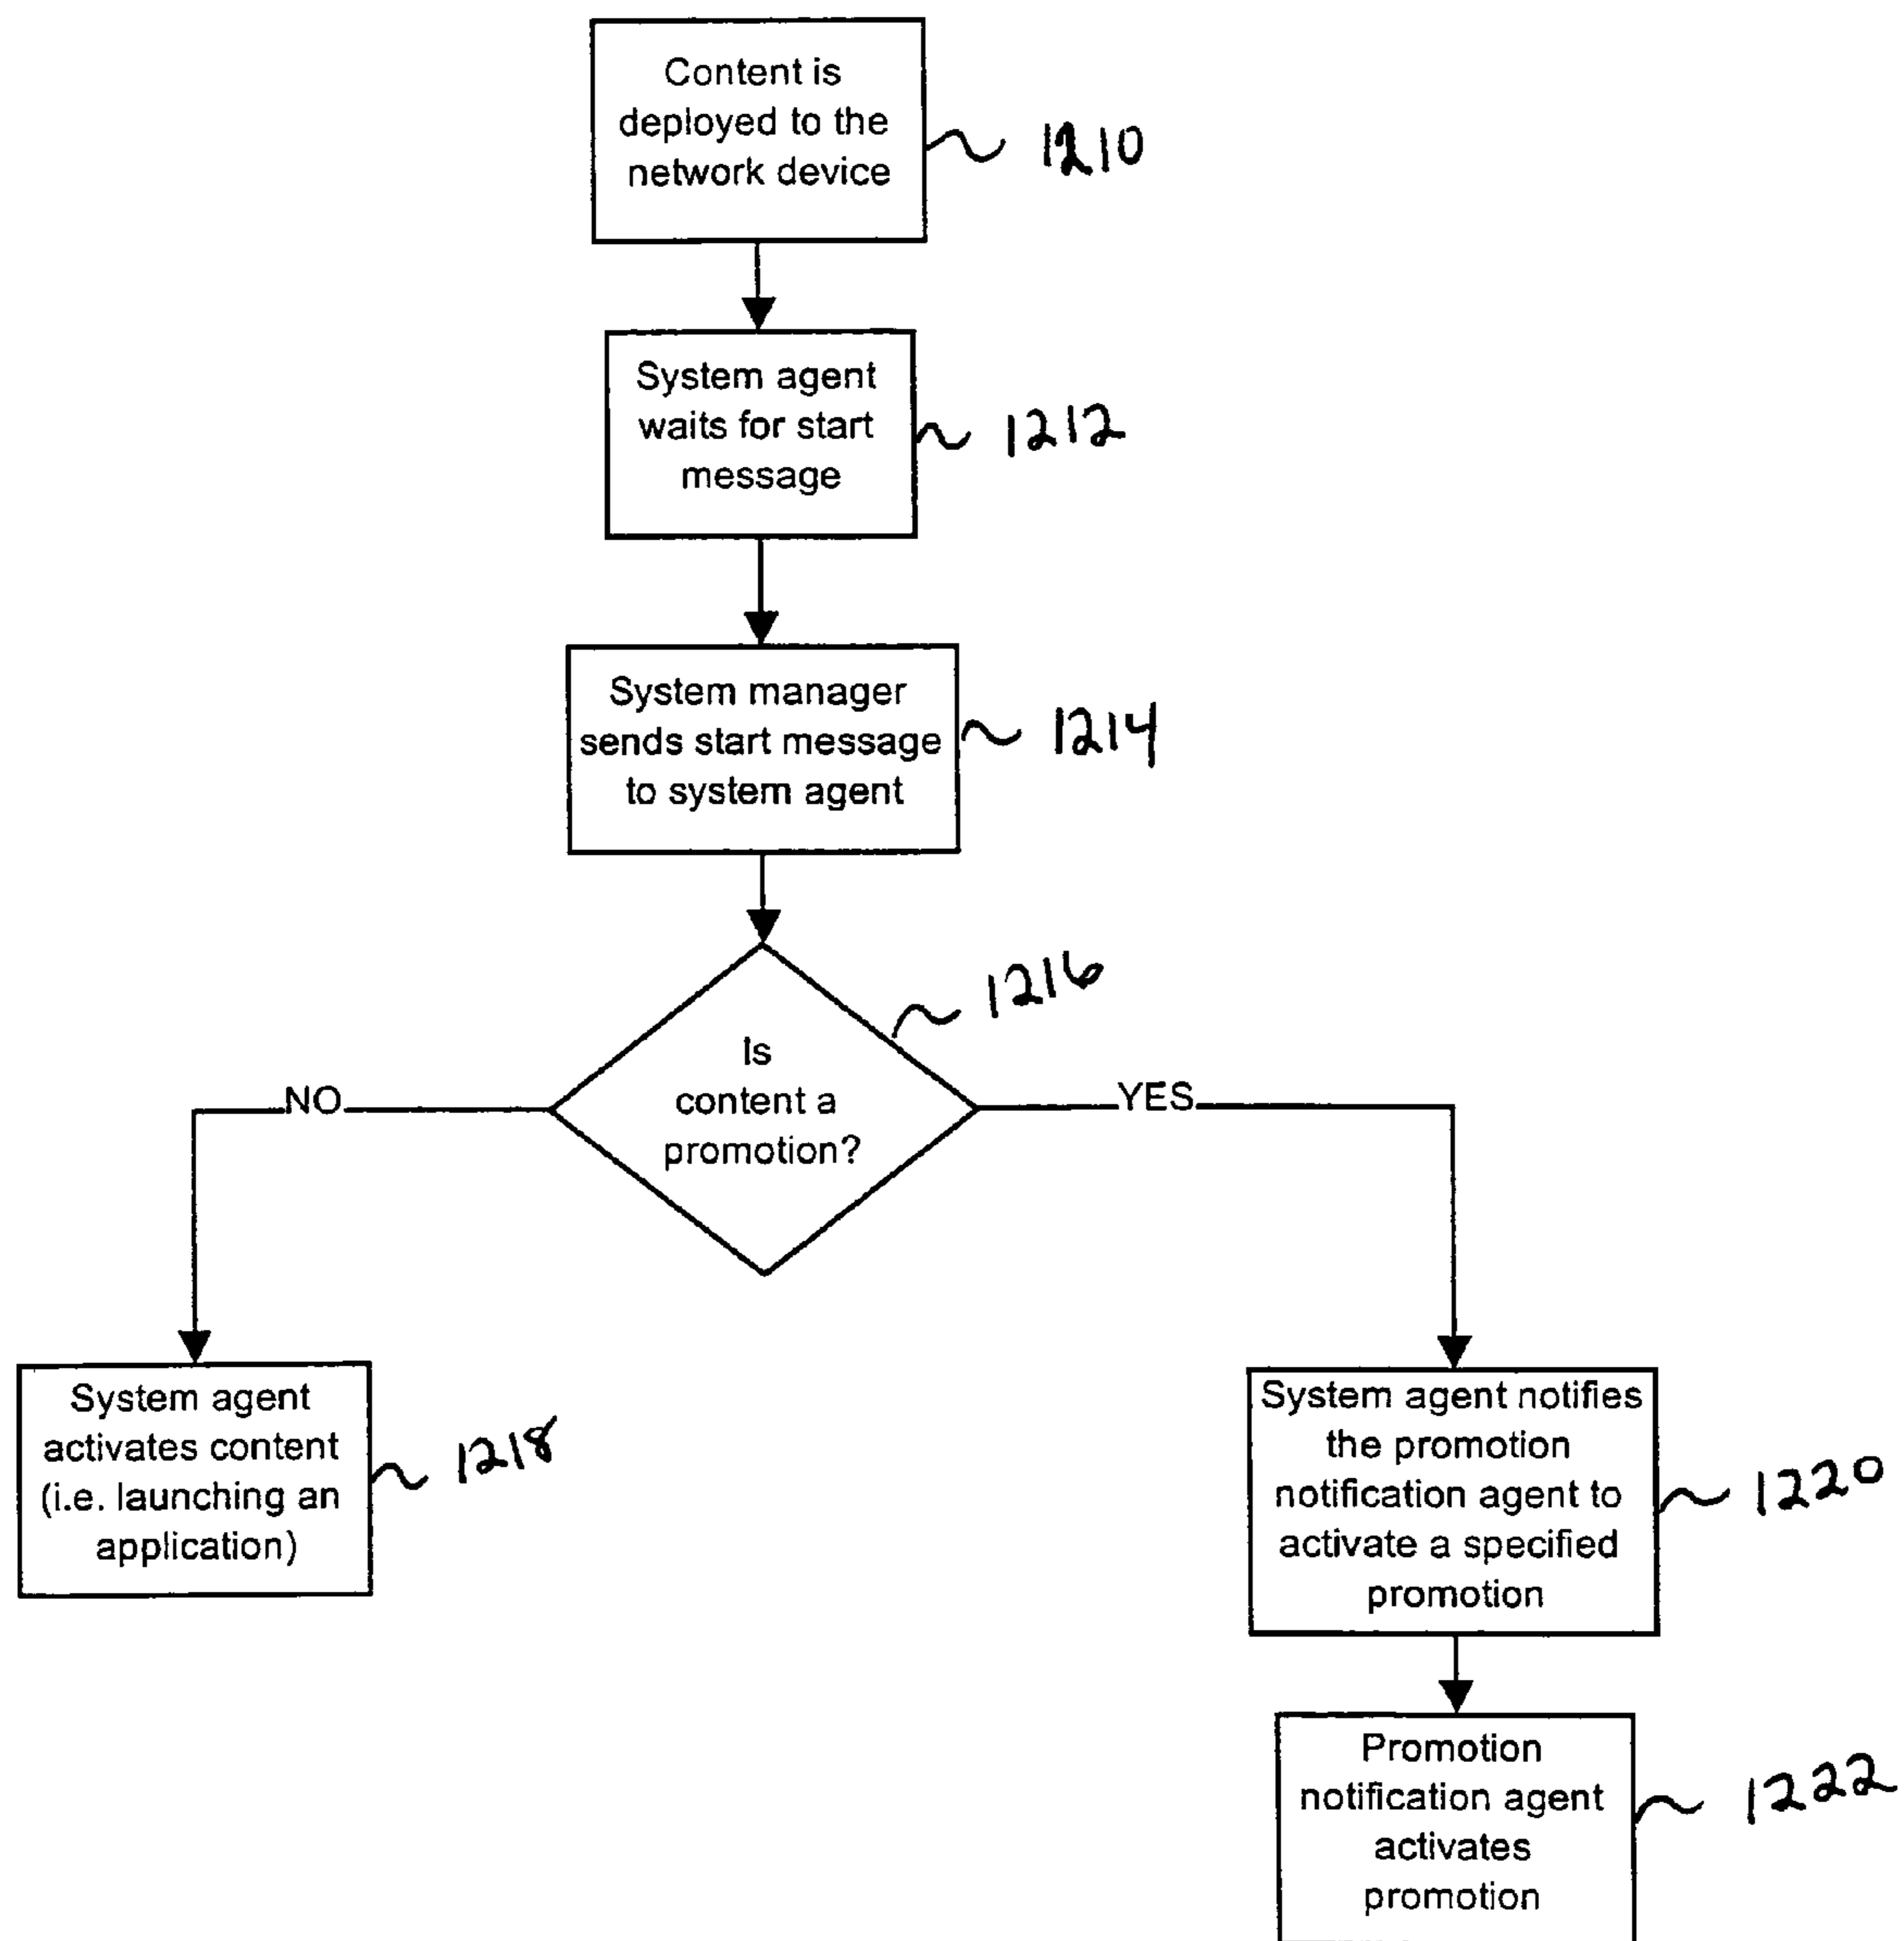 Content is
deployed to the
network device
1210
System agent
waits for start
message
1212
System manager
sends start message
to system agent
1214
1216
Is
content a
promotion?
NO
YES
System agent
activates content
(i.e. launching an
application)
1218
System agent notifies
the promotion
notification agent to
activate a specified
promotion
1220
Promotion
notification agent
activates
promotion
1222